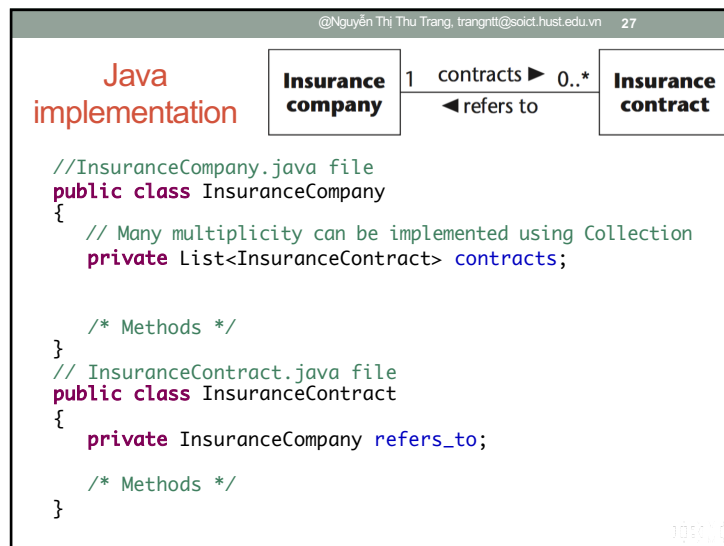 @Nguyễn Thị Thu Trang, trangntt@soict.hust.edu.vn 27
Java
implementation
Insurance
company
1 contracts ► 0..*
◄ refers to
Insurance
contract
//InsuranceCompany.java file
public class InsuranceCompany
{
// Many multiplicity can be implemented using Collection
private List<InsuranceContract> contracts;
/* Methods */
}
// InsuranceContract.java file
public class InsuranceContract
{
private InsuranceCompany refers_to;
/* Methods */
}